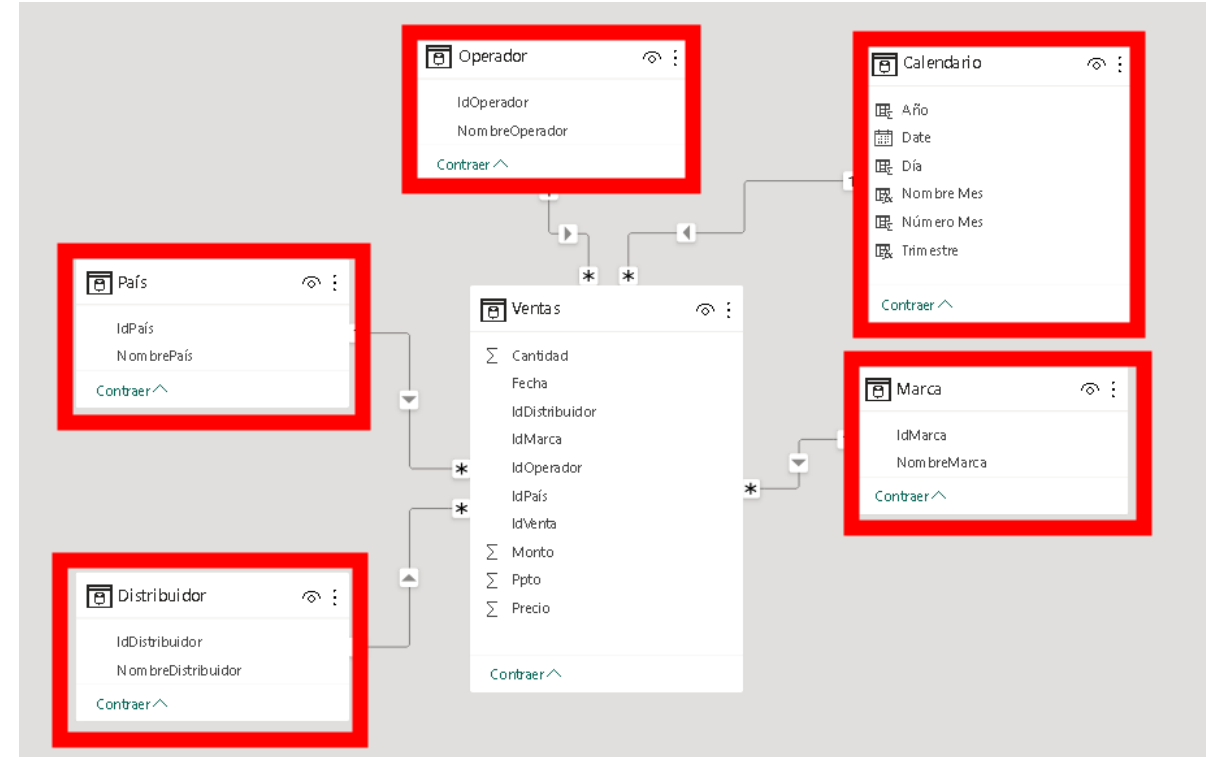 Operador
IdOperador
NombreOperador
Contraer
Calendario
Año
Date
Día
Nombre Mes
Número Mes
Trimestre
Contraer
País
IdPaís
NombrePaís
Contraer
*
*
Ventas
Cantidad
Fecha
IdDistribuidor
IdMarca
IdOperador
IdPaís
IdVenta
Monto
Ppto
Precio
Contraer
*
*
*
Marca
IdMarca
NombreMarca
Contraer
Distribuidor
IdDistribuidor
NombreDistribuidor
Contraer